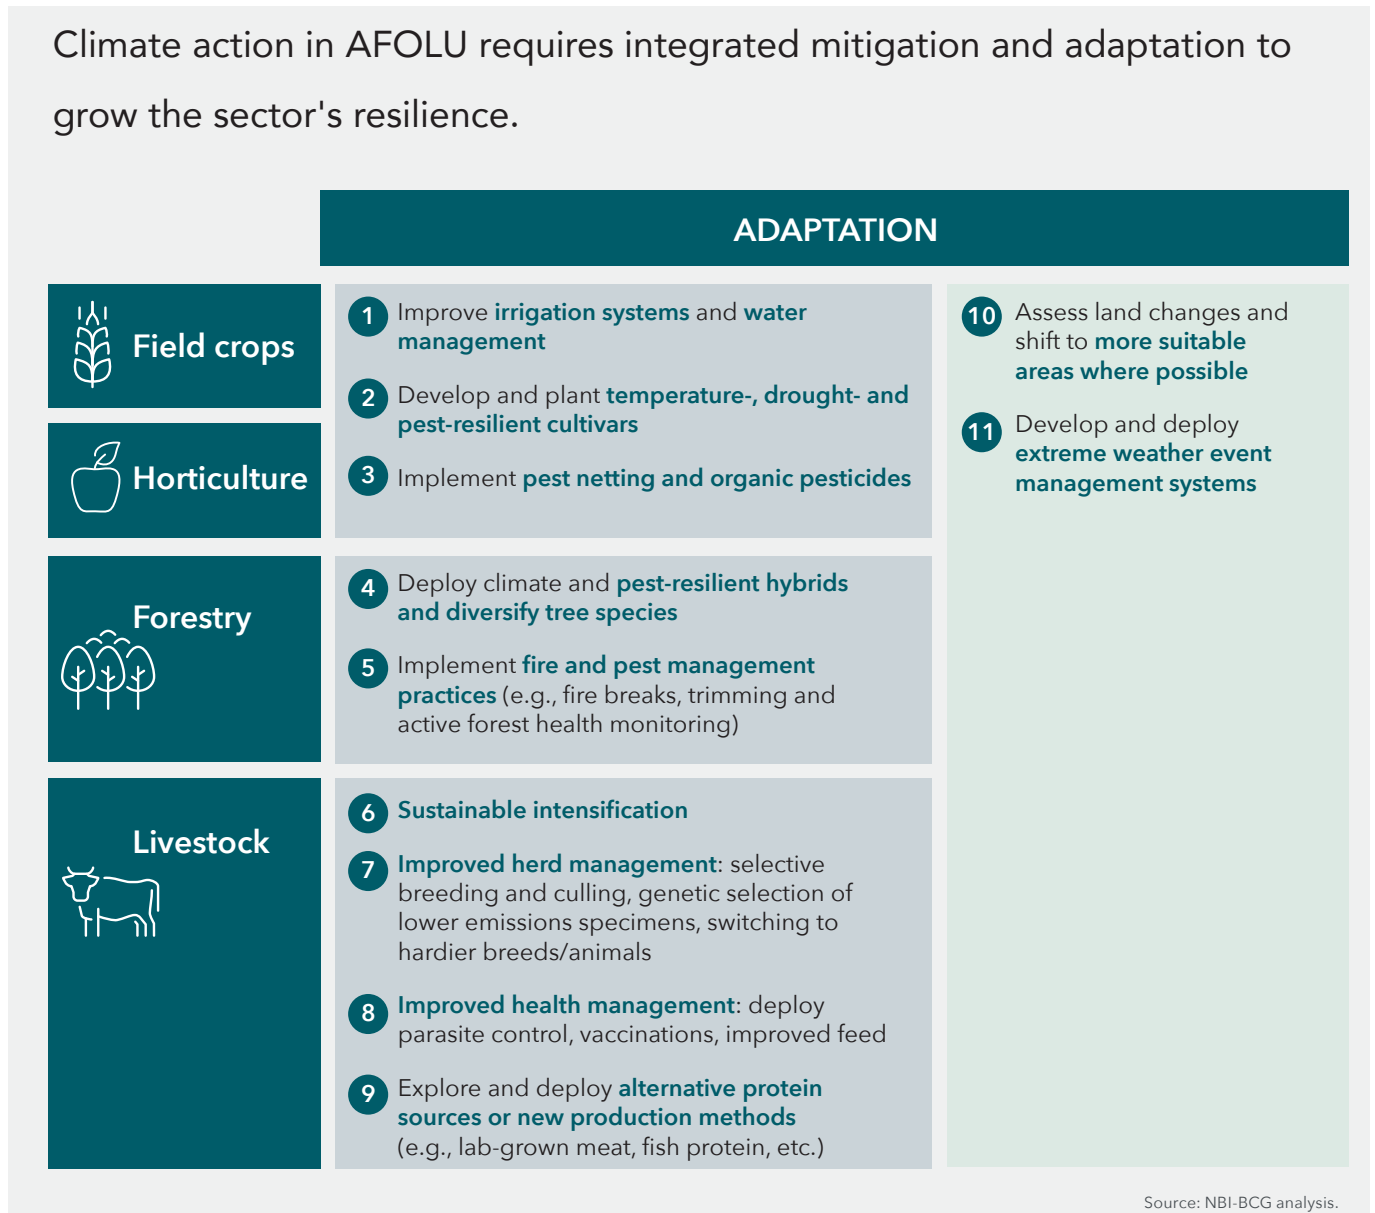 Climate action in AFOLU requires integrated mitigation and adaptation to
grow the sector's resilience.
ADAPTATION
Field crops
Horticulture
1 Improve irrigation systems and water
management
2 Develop and plant temperature-, drought- and
pest-resilient cultivars
3 Implement pest netting and organic pesticides
Forestry
4 Deploy climate and pest-resilient hybrids
and diversify tree species
5 Implement fire and pest management
practices (e.g., fire breaks, trimming and
active forest health monitoring)
Livestock
6 Sustainable intensification
7 Improved herd management: selective
breeding and culling, genetic selection of
lower emissions specimens, switching to
hardier breeds/animals
8 Improved health management: deploy
parasite control, vaccinations, improved feed
9 Explore and deploy alternative protein
sources or new production methods
(e.g., lab-grown meat, fish protein, etc.)
10 Assess land changes and
shift to more suitable
areas where possible
11 Develop and deploy
extreme weather event
management systems
Source: NBI-BCG analysis.